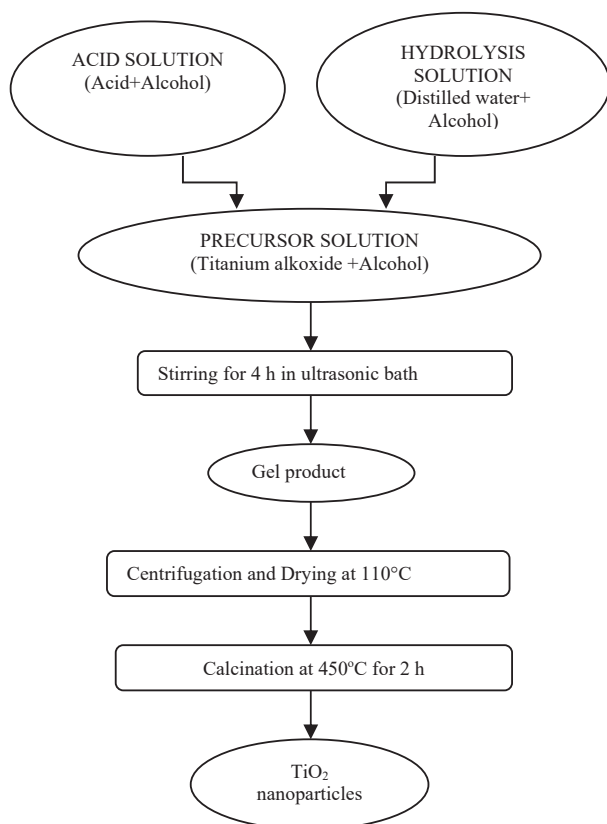 ACID SOLUTION
(Acid+Alcohol)
HYDROLYSIS
SOLUTION
(Distilled water+
Alcohol)
PRECURSOR SOLUTION
(Titanium alkoxide +Alcohol)
Stirring for 4 h in ultrasonic bath
Gel product
Centrifugation and Drying at 110°C
Calcination at 450ºC for 2 h
TiO₂
nanoparticles